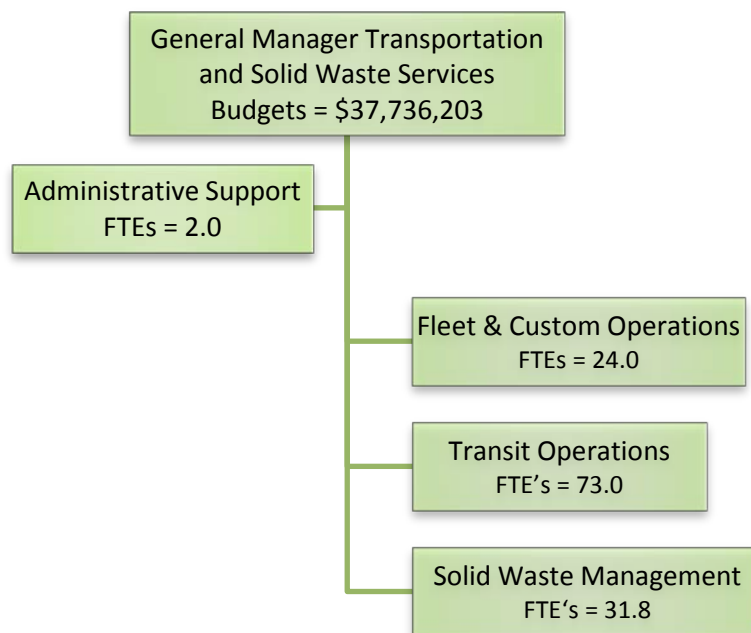 General Manager Transportation
and Solid Waste Services
Budgets = $37,736,203
Administrative Support
FTEs = 2.0
Fleet & Custom Operations
FTEs = 24.0
Transit Operations
FTE’s = 73.0
Solid Waste Management
FTE‘s = 31.8